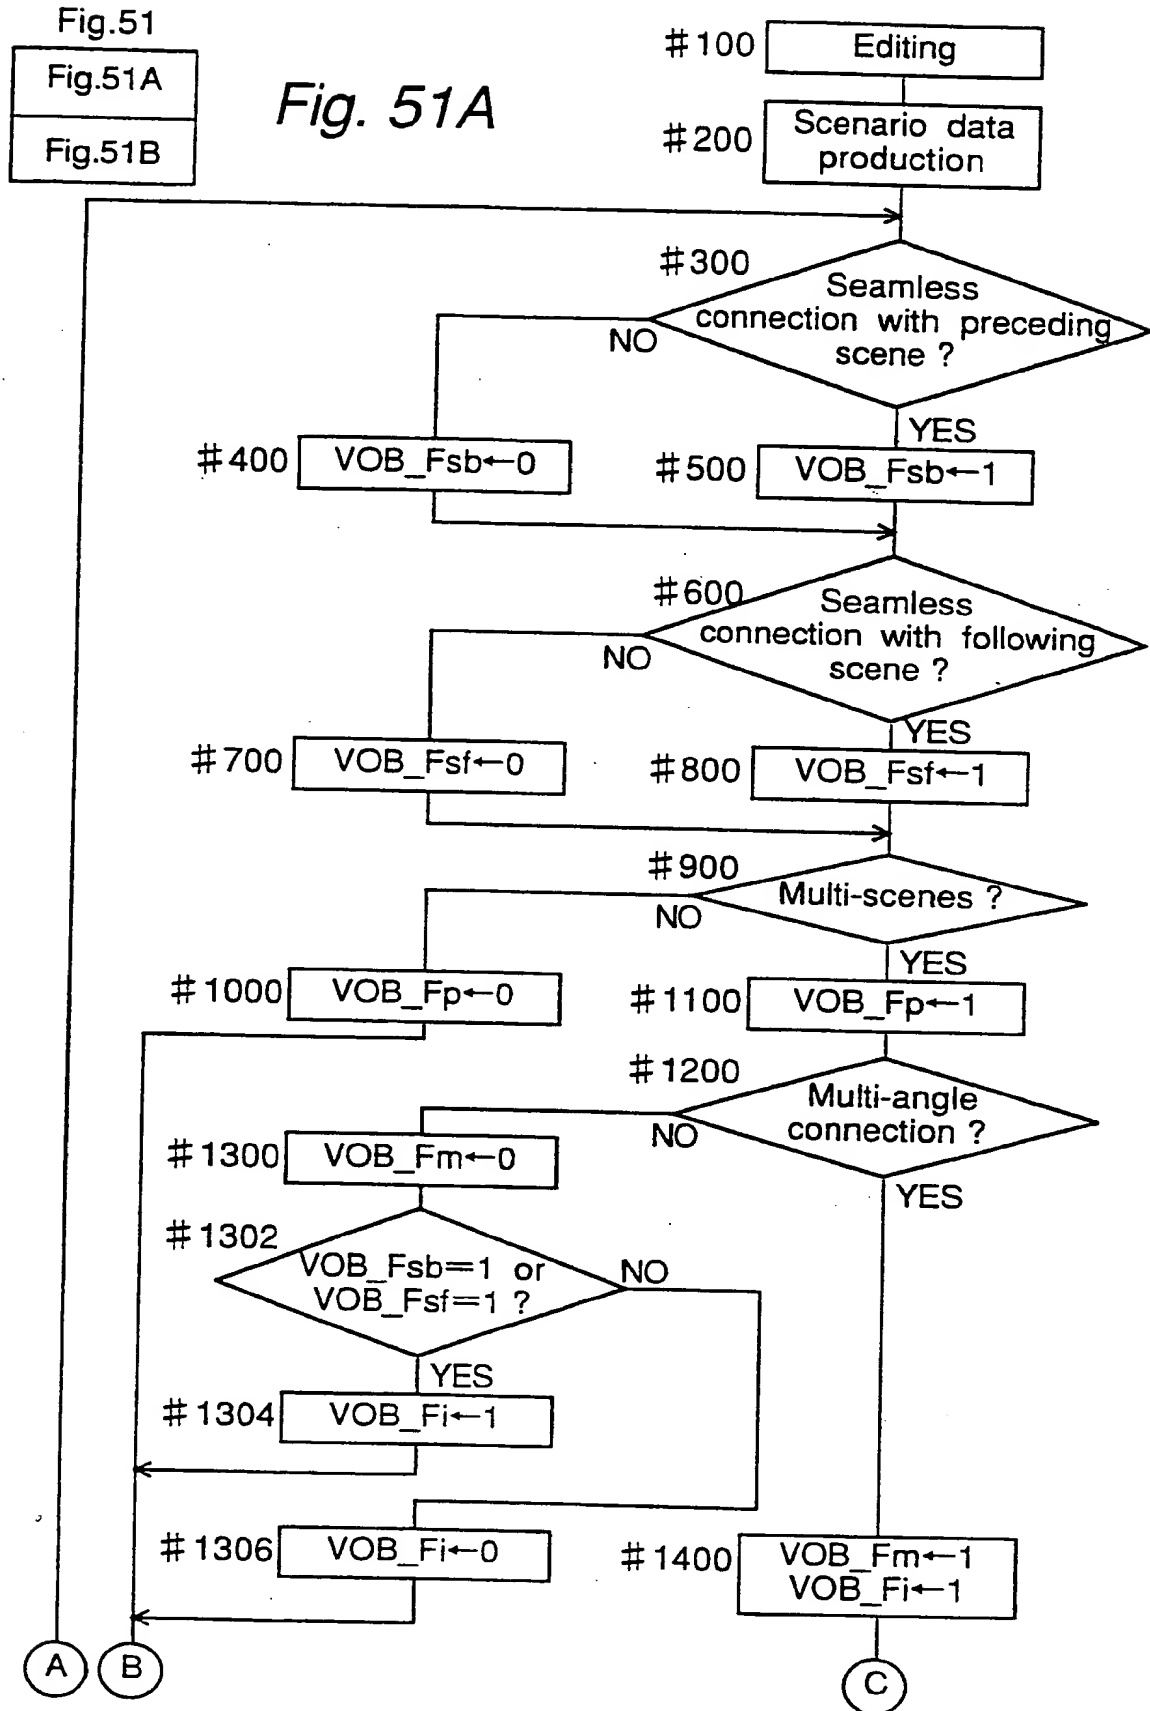 Fig.51
Fig.51A
Fig.51B
Fig. 51A
#100
Editing
#200
Scenario data
production
#300
Seamless
connection with preceding
scene ?
NO
YES
#400
VOB_Fsb←0
#500
VOB_Fsb←1
#600
Seamless
connection with following
scene ?
NO
YES
#700
VOB_Fsf←0
#800
VOB_Fsf←1
#900
Multi-scenes ?
NO
YES
#1000
VOB_Fp←0
#1100
VOB_Fp←1
#1200
Multi-angle
connection ?
NO
YES
#1300
VOB_Fm←0
#1302
VOB_Fsb=1 or
VOB_Fsf=1 ?
NO
YES
#1304
VOB_Fi←1
#1306
VOB_Fi←0
#1400
VOB_Fm←1
VOB_Fi←1
A
B
C